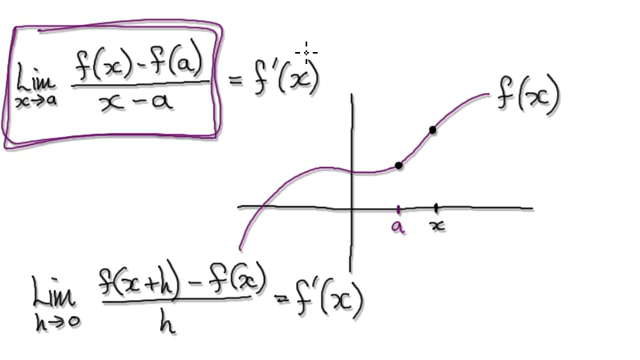 Lim x→a f(x) - f(a) / x - a = f'(x)
f(x)
a x
Lim h→0 f(x+h) - f(x) / h = f'(x)